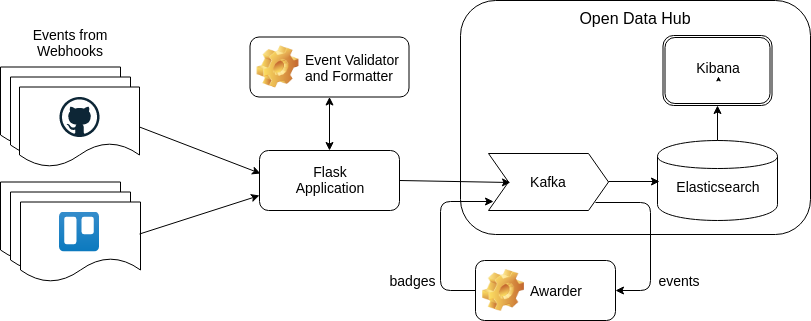 Events from
Webhooks
Event Validator
and Formatter
Flask
Application
Open Data Hub
Kibana
Kafka
Elasticsearch
badges
Awarder
events